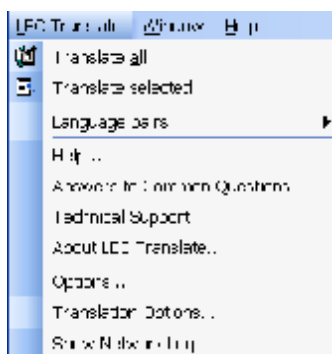 LEC Translate Window Help
Translate all
Translate selected
Language pairs
Help...
Answers to Common Questions
Technical Support
About LEC Translate...
Options...
Translation Options...
Show Network Log